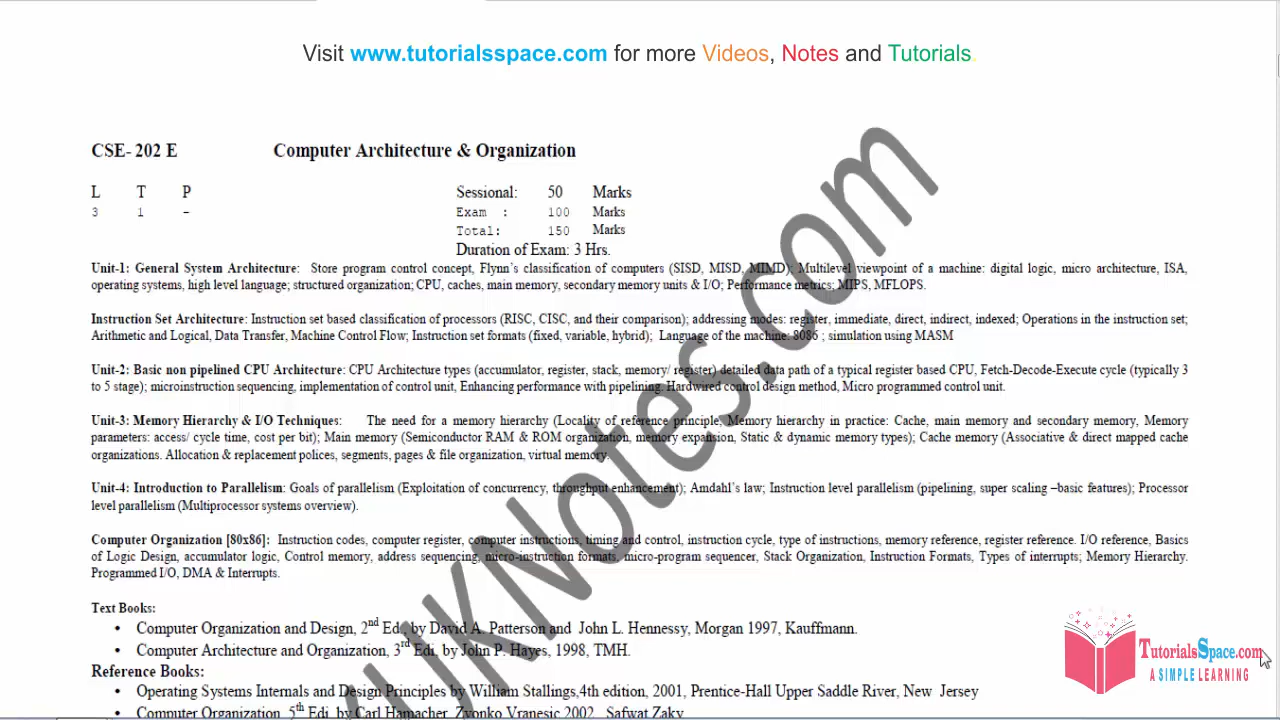 Visit www.tutorialsspace.com for more Videos, Notes and Tutorials.
CSE- 202 E Computer Architecture & Organization
L T P Sessional: 50 Marks
3 1 - Exam : 100 Marks
Total: 150 Marks
Duration of Exam: 3 Hrs.
Unit-1: General System Architecture: Store program control concept, Flynn's classification of computers (SISD, MISD, MIMD); Multilevel viewpoint of a machine: digital logic, micro architecture, ISA,
operating systems, high level language; structured organization; CPU, caches, main memory, secondary memory units & I/O; Performance metrics; MIPS, MFLOPS.
Instruction Set Architecture: Instruction set based classification of processors (RISC, CISC, and their comparison); addressing modes: register, immediate, direct, indirect, indexed; Operations in the instruction set;
Arithmetic and Logical, Data Transfer, Machine Control Flow; Instruction set formats (fixed, variable, hybrid); Language of the machine: 8086 ; simulation using MASM
Unit-2: Basic non pipelined CPU Architecture: CPU Architecture types (accumulator, register, stack, memory/ register) detailed data path of a typical register based CPU, Fetch-Decode-Execute cycle (typically 3
to 5 stage); microinstruction sequencing, implementation of control unit, Enhancing performance with pipelining. Hardwired control design method, Micro programmed control unit.
Unit-3: Memory Hierarchy & I/O Techniques: The need for a memory hierarchy (Locality of reference principle, Memory hierarchy in practice: Cache, main memory and secondary memory, Memory
parameters: access/ cycle time, cost per bit); Main memory (Semiconductor RAM & ROM organization, memory expansion, Static & dynamic memory types); Cache memory (Associative & direct mapped cache
organizations. Allocation & replacement polices, segments, pages & file organization, virtual memory.
Unit-4: Introduction to Parallelism: Goals of parallelism (Exploitation of concurrency, throughput enhancement); Amdahl's law; Instruction level parallelism (pipelining, super scaling –basic features); Processor
level parallelism (Multiprocessor systems overview).
Computer Organization [80x86]: Instruction codes, computer register, computer instructions, timing and control, instruction cycle, type of instructions, memory reference, register reference. I/O reference, Basics
of Logic Design, accumulator logic, Control memory, address sequencing, micro-instruction formats, micro-program sequencer, Stack Organization, Instruction Formats, Types of interrupts; Memory Hierarchy.
Programmed I/O, DMA & Interrupts.
Text Books:
• Computer Organization and Design, 2nd Ed., by David A. Patterson and John L. Hennessy, Morgan 1997, Kauffmann.
• Computer Architecture and Organization, 3rd Edi, by John P. Hayes, 1998, TMH.
Reference Books:
• Operating Systems Internals and Design Principles by William Stallings,4th edition, 2001, Prentice-Hall Upper Saddle River, New Jersey
• Computer Organization, 5th Edi, by Carl Hamacher, Zvonko Vranesic,2002, Safwat Zaky
UKNotes.com
TutorialsSpace.com
A SIMPLE LEARNING